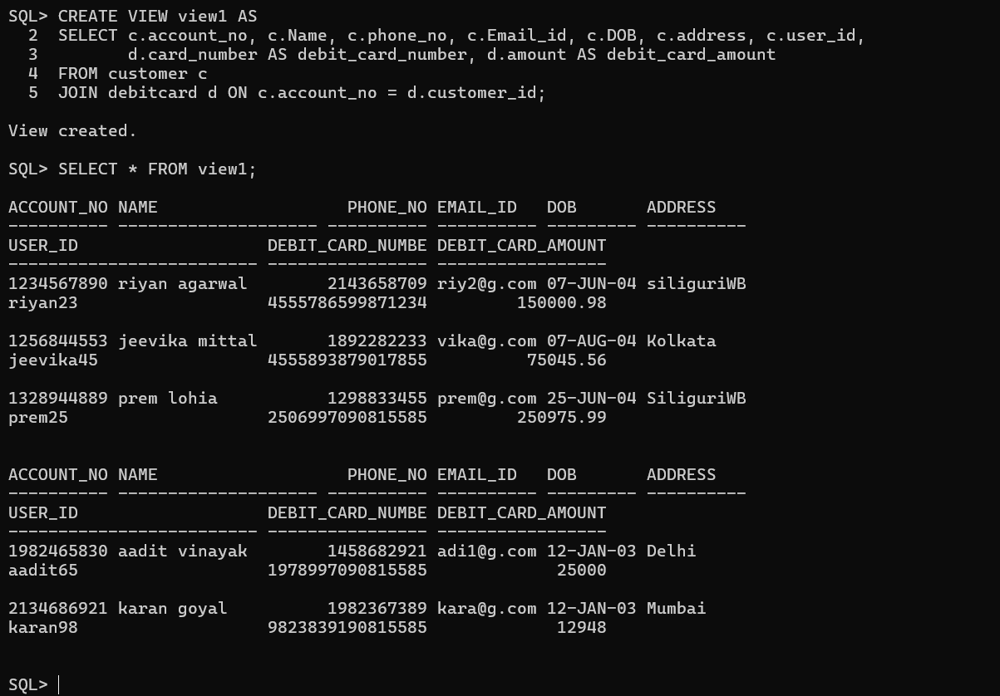 SQL> CREATE VIEW view1 AS
  2  SELECT c.account_no, c.Name, c.phone_no, c.Email_id, c.DOB, c.address, c.user_id,
  3         d.card_number AS debit_card_number, d.amount AS debit_card_amount
  4  FROM customer c
  5  JOIN debitcard d ON c.account_no = d.customer_id;
View created.
SQL> SELECT * FROM view1;
ACCOUNT_NO NAME                   PHONE_NO EMAIL_ID   DOB       ADDRESS
---------- -------------------- ---------- ---------- --------- ----------
USER_ID                   DEBIT_CARD_NUMBE DEBIT_CARD_AMOUNT
------------------------- ---------------- -----------------
1234567890 riyan agarwal        2143658709 riy2@g.com 07-JUN-04 siliguriWB
riyan23                   4555786599871234         150000.98
1256844553 jeevika mittal       1892282233 vika@g.com 07-AUG-04 Kolkata
jeevika45                 4555893879017855          75045.56
1328944889 prem lohia           1298833455 prem@g.com 25-JUN-04 SiliguriWB
prem25                    2506997090815585         250975.99
ACCOUNT_NO NAME                   PHONE_NO EMAIL_ID   DOB       ADDRESS
---------- -------------------- ---------- ---------- --------- ----------
USER_ID                   DEBIT_CARD_NUMBE DEBIT_CARD_AMOUNT
------------------------- ---------------- -----------------
1982465830 aadit vinayak        1458682921 adi1@g.com 12-JAN-03 Delhi
aadit65                   1978997090815585             25000
2134686921 karan goyal          1982367389 kara@g.com 12-JAN-03 Mumbai
karan98                   9823839190815585             12948
SQL>